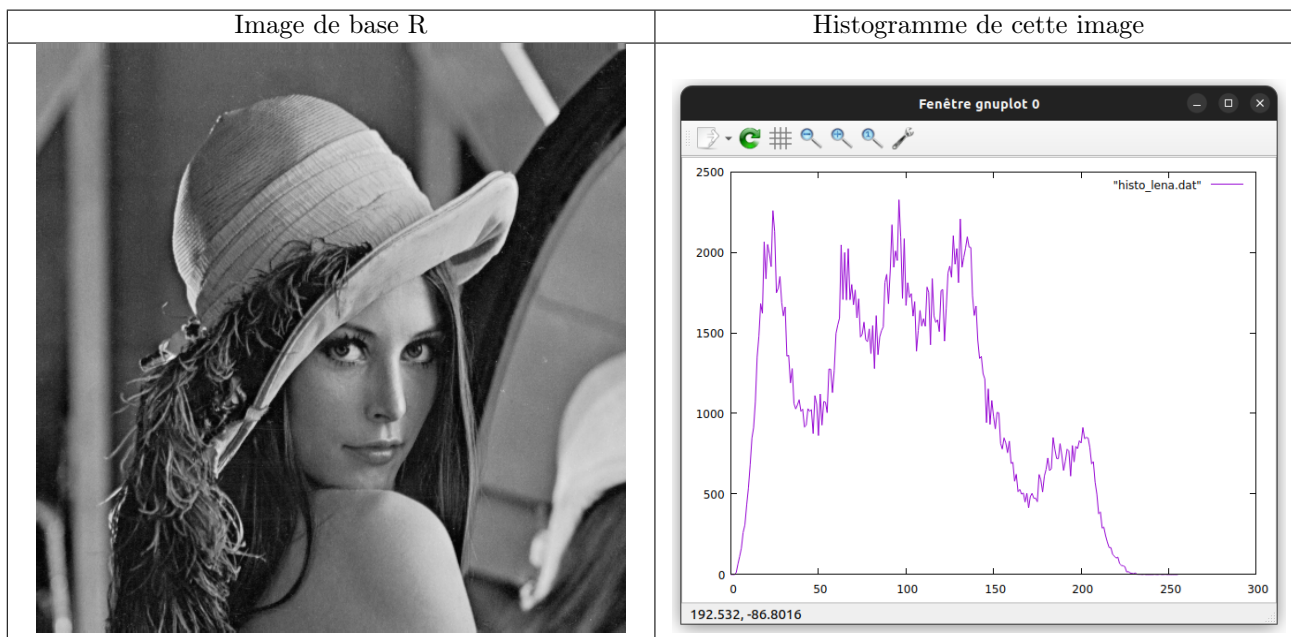 Image de base R
Histogramme de cette image
Fenêtre gnuplot 0
2500
"histo_lena.dat"
2000
1500
1000
500
0
0 50 100 150 200 250 300
192.532, -86.8016